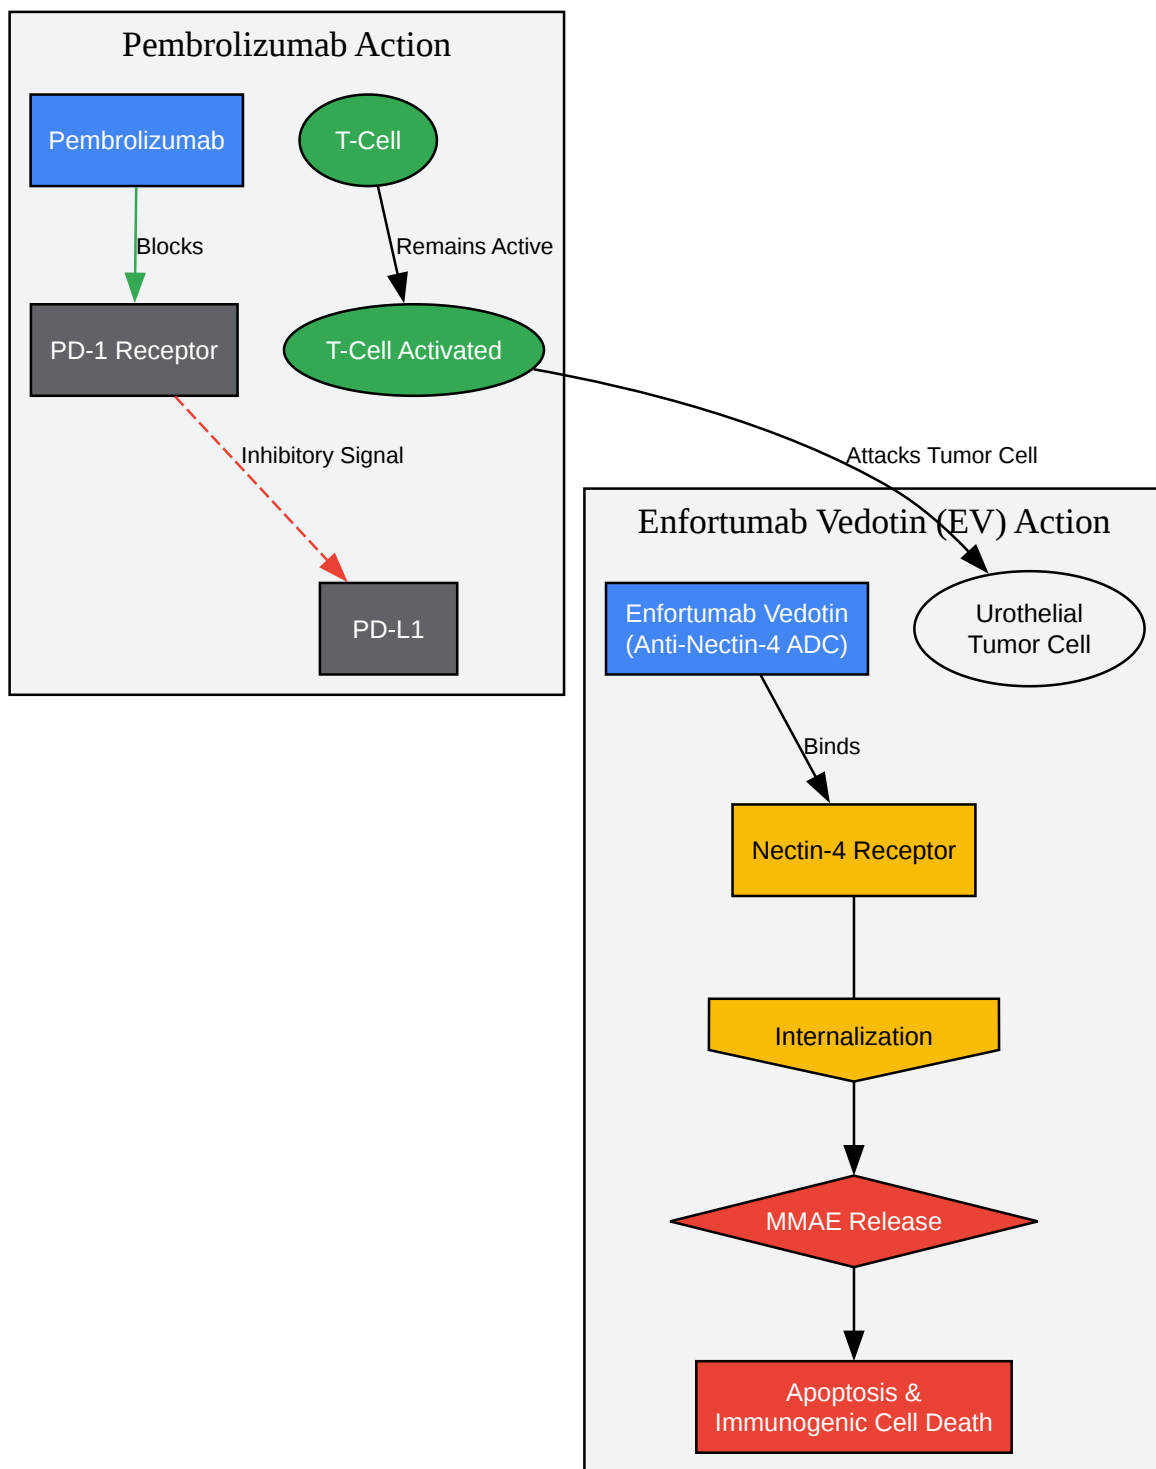 Pembrolizumab Action
Pembrolizumab
T-Cell
Blocks
Remains Active
PD-1 Receptor
T-Cell Activated
Inhibitory Signal
Attacks Tumor Cell
PD-L1
Enfortumab Vedotin (EV) Action
Enfortumab Vedotin
(Anti-Nectin-4 ADC)
Urothelial
Tumor Cell
Binds
Nectin-4 Receptor
Internalization
MMAE Release
Apoptosis &
Immunogenic Cell Death